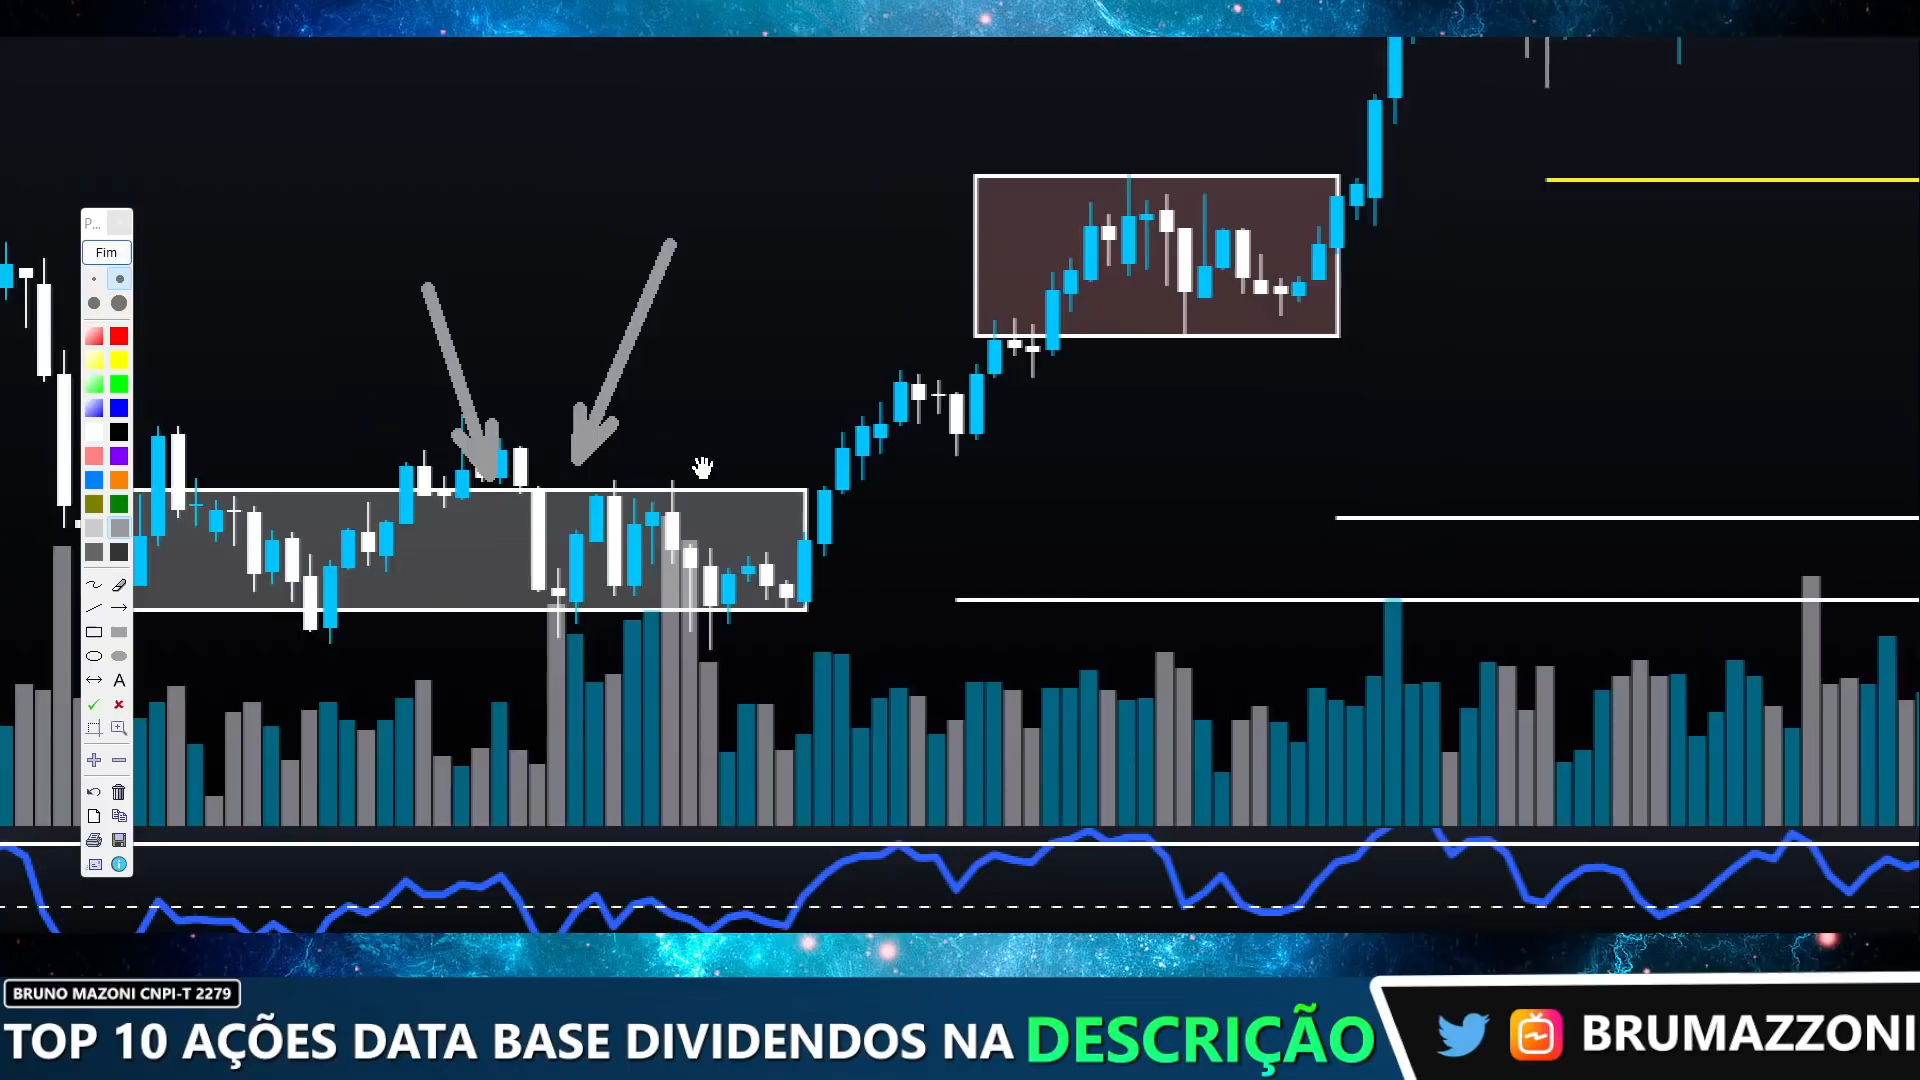 P...
Fim
A
BRUNO MAZONI CNPI-T 2279
TOP 10 AÇÕES DATA BASE DIVIDENDOS NA DESCRIÇÃO
BRUMAZZONI